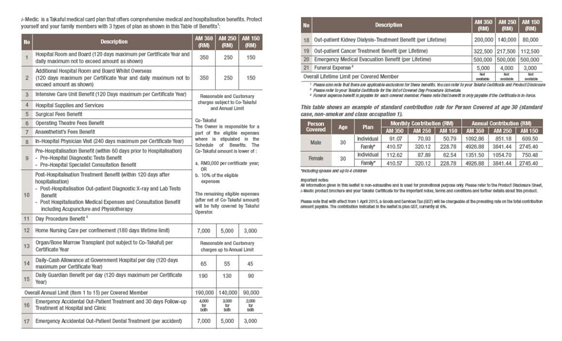 i-Medic is a Takaful medical card plan that offers comprehensive medical and hospitalisation benefits. Protect
yourself and your family members with 3 types of plan as shown in this Table of Benefits¹:
No Description AM 350 (RM) AM 250 (RM) AM 150 (RM)
1 Hospital Room and Board (120 days maximum per Certificate Year and
daily maximum not to exceed amount as shown) 350 250 150
2 Additional Hospital Room and Board Whilst Overseas
(120 days maximum per Certificate Year and daily maximum not to
exceed amount as shown) 350 250 150
3 Intensive Care Unit Benefit (120 Days maximum per Certificate Year)
4 Hospital Supplies and Services
5 Surgical Fees Benefit
6 Operating Theatre Fees Benefit
7 Anaesthetist's Fees Benefit
8 In-Hospital Physician Visit (240 days maximum per Certificate Year)
9 Pre-Hospitalisation Benefit (within 60 days prior to Hospitalisation)
- Pre-Hospital Diagnostic Tests Benefit
- Pre-Hospital Specialist Consultation Benefit
10 Post-Hospitalisation Treatment Benefit (within 120 days after
hospitalisation)
- Post-Hospitalisation Out-patient Diagnostic X-ray and Lab Tests
Benefit
- Post Hospitalisation Medical Expenses and Consultation Benefit
including Acupuncture and Physiotherapy
11 Day Procedure Benefit ²
Reasonable and Customary
charges subject to Co-Takaful
and Annual Limit
Co-Takaful
The Owner is responsible for a
part of the eligible expenses
where is stipulated in the
Schedule of Benefits. The
Co-Takaful amount is lower of :
a. RM3,000 per certificate year;
OR
b. 10% of the eligible
expenses
The remaining eligible expenses
(after net of Co-Takaful amount)
will be fully covered by Takaful
Operator.
12 Home Nursing Care per confinement (180 days lifetime limit) 7,000 5,000 3,000
13 Organ/Bone Marrow Transplant (not subject to Co-Takaful) per
Certificate Year Reasonable and Customary
charges up to Annual Limit
14 Daily-Cash Allowance at Government Hospital per day (120 days
maximum per Certificate Year) 65 55 45
15 Daily Guardian Benefit per day (120 days maximum per Certificate
Year) 190 130 90
Overall Annual Limit (Item 1 to 15) per Covered Member 190,000 140,000 90,000
16 Emergency Accidental Out-Patient Treatment and 30 days Follow-up
Treatment at Hospital and Clinic 4,000 for both 3,000 for both 2,000 for both
17 Emergency Accidental Out-Patient Dental Treatment (per accident) 7,000 5,000 3,000
No Description AM 350 (RM) AM 250 (RM) AM 150 (RM)
18 Out-patient Kidney Dialysis-Treatment Benefit (per Lifetime) 200,000 140,000 80,000
19 Out-patient Cancer Treatment Benefit (per Lifetime) 322,500 217,500 112,500
20 Emergency Medical Evacuation Benefit (per Lifetime) 500,000 500,000 500,000
21 Funeral Expense ³ 5,000 4,000 3,000
Overall Lifetime Limit per Covered Member Not available Not available Not available
¹ Please also note that there are applicable exclusions for these benefits. You can refer to your Takaful Certificate and Product Disclosure
² Please refer to your Takaful Certificate for the list of Covered Day Procedure Schedule.
³ Funeral expense benefit is payable for each covered member. Please note that benefit is only payable if the Certificate is in-force.
This table shows an example of standard contribution role for Person Covered at age 30 (standard
case, non-smoker and class occupation 1).
Person Covered Age Plan Monthly Contribution (RM) Annual Contribution (RM)
AM 350 AM 250 AM 150 AM 350 AM 250 AM 150
Male 30 Individual 91.07 70.93 50.79 1092.86 851.18 609.50
Family* 410.57 320.12 228.78 4926.88 3841.44 2745.40
Female 30 Individual 112.62 87.89 62.54 1351.50 1054.70 750.48
Family* 410.57 320.12 228.78 4926.88 3841.44 2745.40
*Including spouse and up to 4 children
Important notes:
All information given in this leaflet is non-exhaustive and is used for promotional purpose only. Please refer to the Product Disclosure Sheet,
i-Medic product brochure and your Takaful Certificate for the important notes, terms and conditions and further details about this product.
Please note that with effect from 1 April 2015, a Goods and Services Tax (GST) will be chargeable at the prevailing rate on the total contribution
amount payable. The contribution indicated in the leaflet is plus GST, currently at 6%.